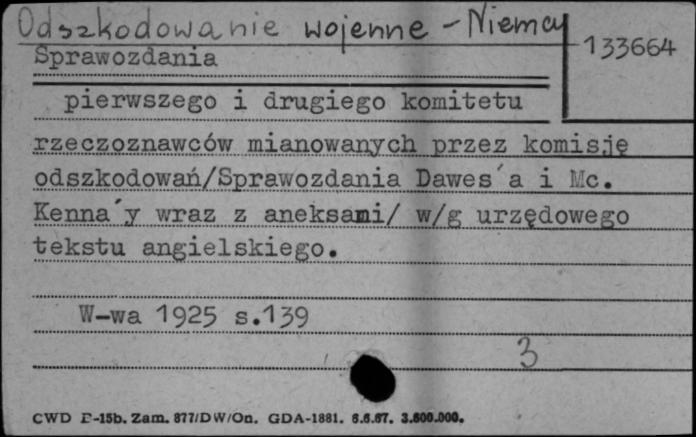 Odszkodowanie wojenne - Niemcy
133664
Sprawozdania
pierwszego i drugiego komitetu
rzeczoznawców mianowanych przez komisję
odszkodowań/Sprawozdania Dawes´a i Mc.
Kenna´y wraz z aneksami/ w/g urzędowego
tekstu angielskiego.
W-wa 1925 s.139
3
CWD E-15b. Zam. 877/DW/On. GDA-1881. 6.6.67. 3.600.000.